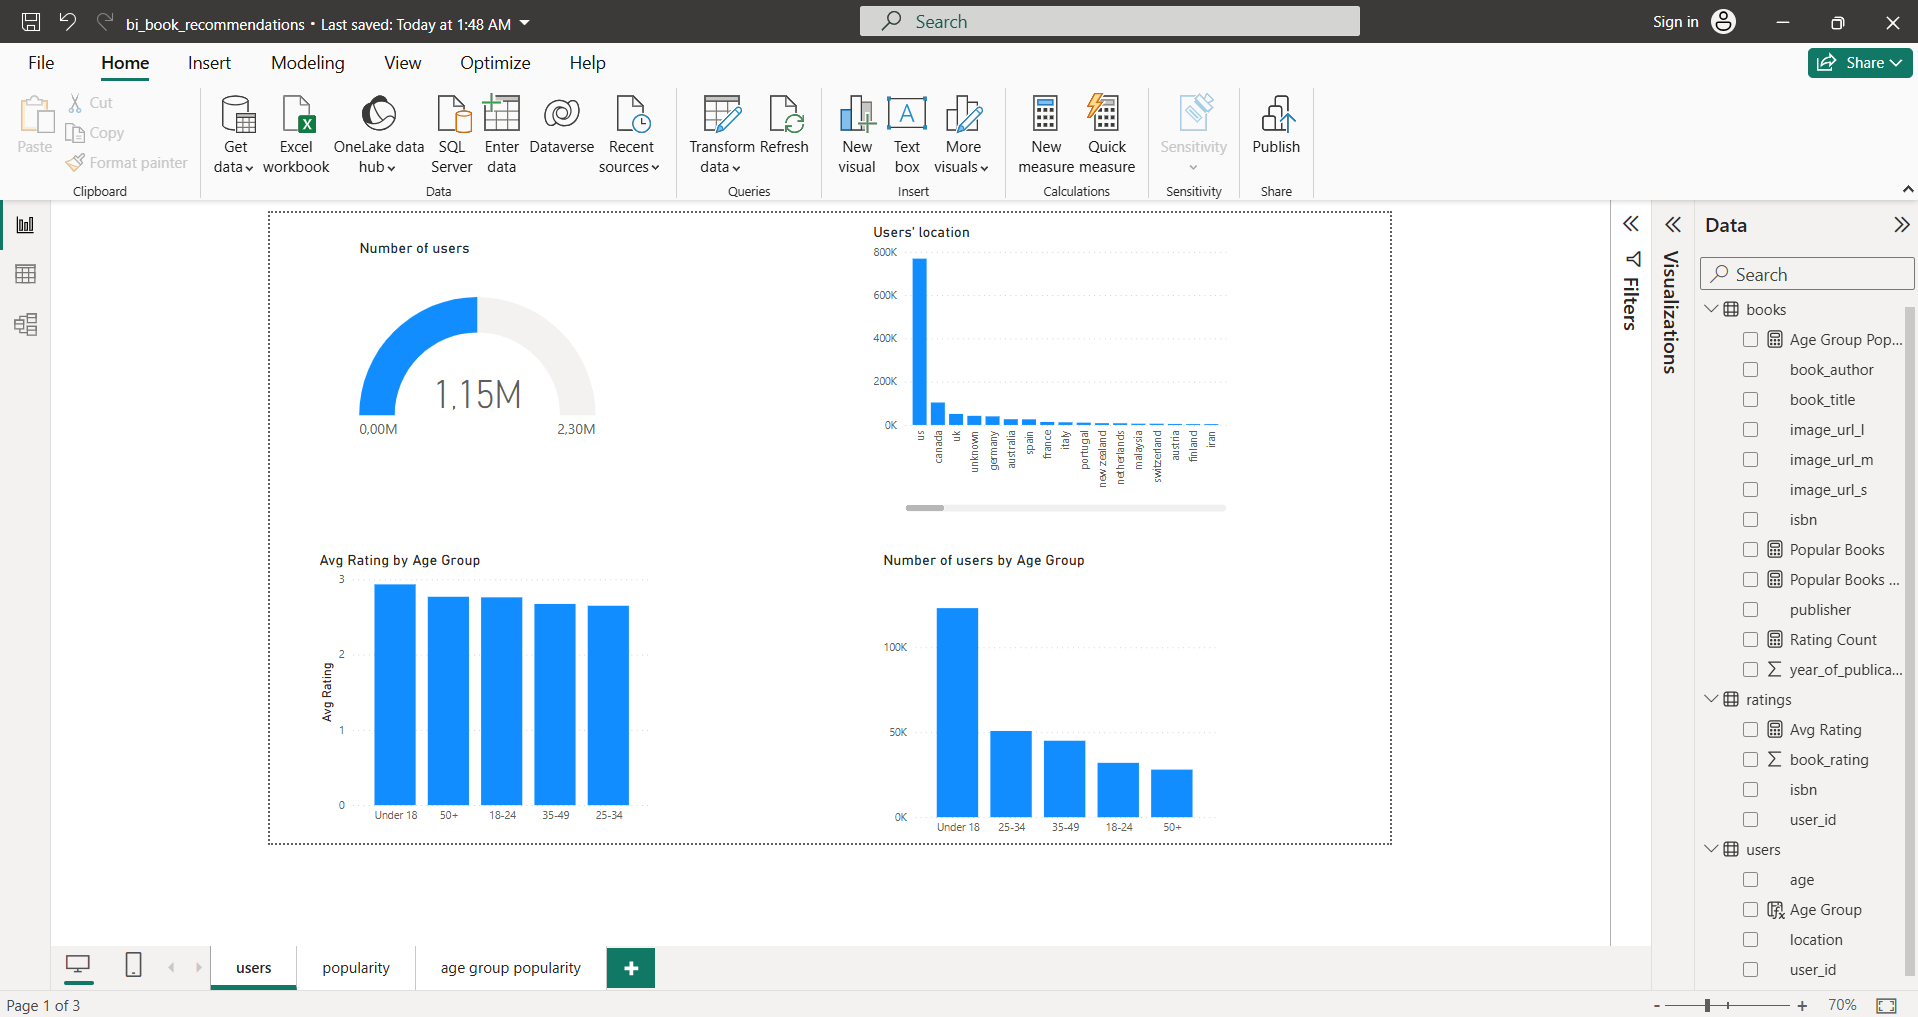 bi_book_recommendations • Last saved: Today at 1:48 AM
Search
Sign in
File
Home
Insert
Modeling
View
Optimize
Help
Share
Paste
Cut
Copy
Format painter
Clipboard
Get data
Excel workbook
OneLake data hub
SQL Server
Enter data
Dataverse
Recent sources
Data
Transform data
Refresh
Queries
New visual
Text box
More visuals
Insert
New measure
Quick measure
Calculations
Sensitivity
Sensitivity
Publish
Share
Number of users
1,15M
0,00M
2,30M
Users' location
800K
600K
400K
200K
0K
us
canada
uk
unknown
germany
australia
spain
france
italy
portugal
new zealand
netherlands
malaysia
switzerland
austria
finland
iran
Avg Rating by Age Group
Avg Rating
3
2
1
0
Under 18
50+
18-24
35-49
25-34
Number of users by Age Group
100K
50K
0K
Under 18
25-34
35-49
18-24
50+
Filters
Visualizations
Data
Search
books
Age Group Pop...
book_author
book_title
image_url_l
image_url_m
image_url_s
isbn
Popular Books
Popular Books ...
publisher
Rating Count
year_of_publica...
ratings
Avg Rating
book_rating
isbn
user_id
users
age
Age Group
location
user_id
users
popularity
age group popularity
Page 1 of 3
- + 70%